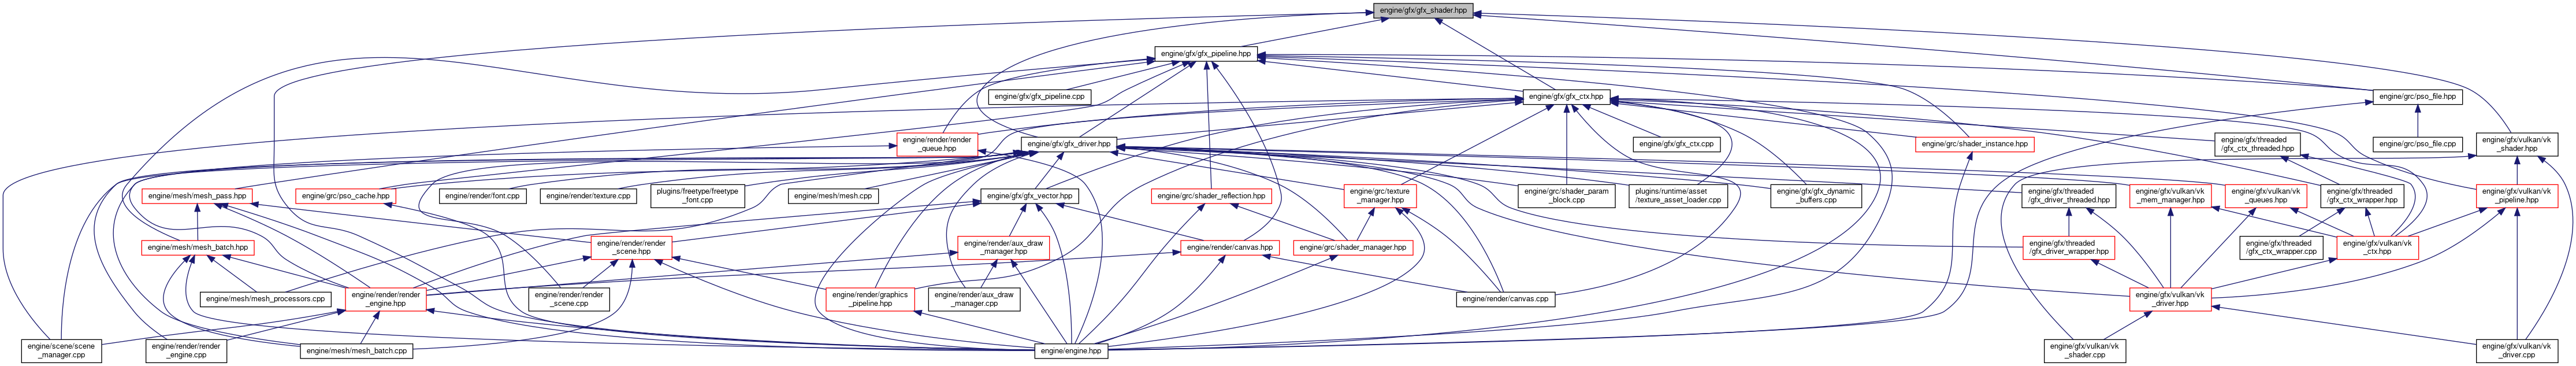 engine/gfx/gfx_shader.hpp
engine/gfx/gfx_pipeline.hpp
engine/gfx/gfx_pipeline.cpp
engine/gfx/gfx_ctx.hpp
engine/grc/pso_file.hpp
engine/render/render
_queue.hpp
engine/gfx/gfx_driver.hpp
engine/gfx/gfx_ctx.cpp
engine/grc/shader_instance.hpp
engine/gfx/threaded
/gfx_ctx_threaded.hpp
engine/grc/pso_file.cpp
engine/gfx/vulkan/vk
_shader.hpp
engine/mesh/mesh_pass.hpp
engine/grc/pso_cache.hpp
engine/render/font.cpp
engine/render/texture.cpp
plugins/freetype/freetype
_font.cpp
engine/mesh/mesh.cpp
engine/gfx/gfx_vector.hpp
engine/grc/shader_reflection.hpp
engine/grc/texture
_manager.hpp
engine/grc/shader_param
_block.cpp
plugins/runtime/asset
/texture_asset_loader.cpp
engine/gfx/gfx_dynamic
_buffers.cpp
engine/gfx/threaded
/gfx_driver_threaded.hpp
engine/gfx/vulkan/vk
_mem_manager.hpp
engine/gfx/vulkan/vk
_queues.hpp
engine/gfx/threaded
/gfx_ctx_wrapper.hpp
engine/gfx/vulkan/vk
_pipeline.hpp
engine/mesh/mesh_batch.hpp
engine/render/render
_scene.hpp
engine/render/aux_draw
_manager.hpp
engine/render/canvas.hpp
engine/grc/shader_manager.hpp
engine/gfx/threaded
/gfx_driver_wrapper.hpp
engine/gfx/threaded
/gfx_ctx_wrapper.cpp
engine/gfx/vulkan/vk
_ctx.hpp
engine/mesh/mesh_processors.cpp
engine/render/render
_engine.hpp
engine/render/render
_scene.cpp
engine/render/graphics
_pipeline.hpp
engine/render/aux_draw
_manager.cpp
engine/render/canvas.cpp
engine/gfx/vulkan/vk
_driver.hpp
engine/scene/scene
_manager.cpp
engine/render/render
_engine.cpp
engine/mesh/mesh_batch.cpp
engine/engine.hpp
engine/gfx/vulkan/vk
_shader.cpp
engine/gfx/vulkan/vk
_driver.cpp